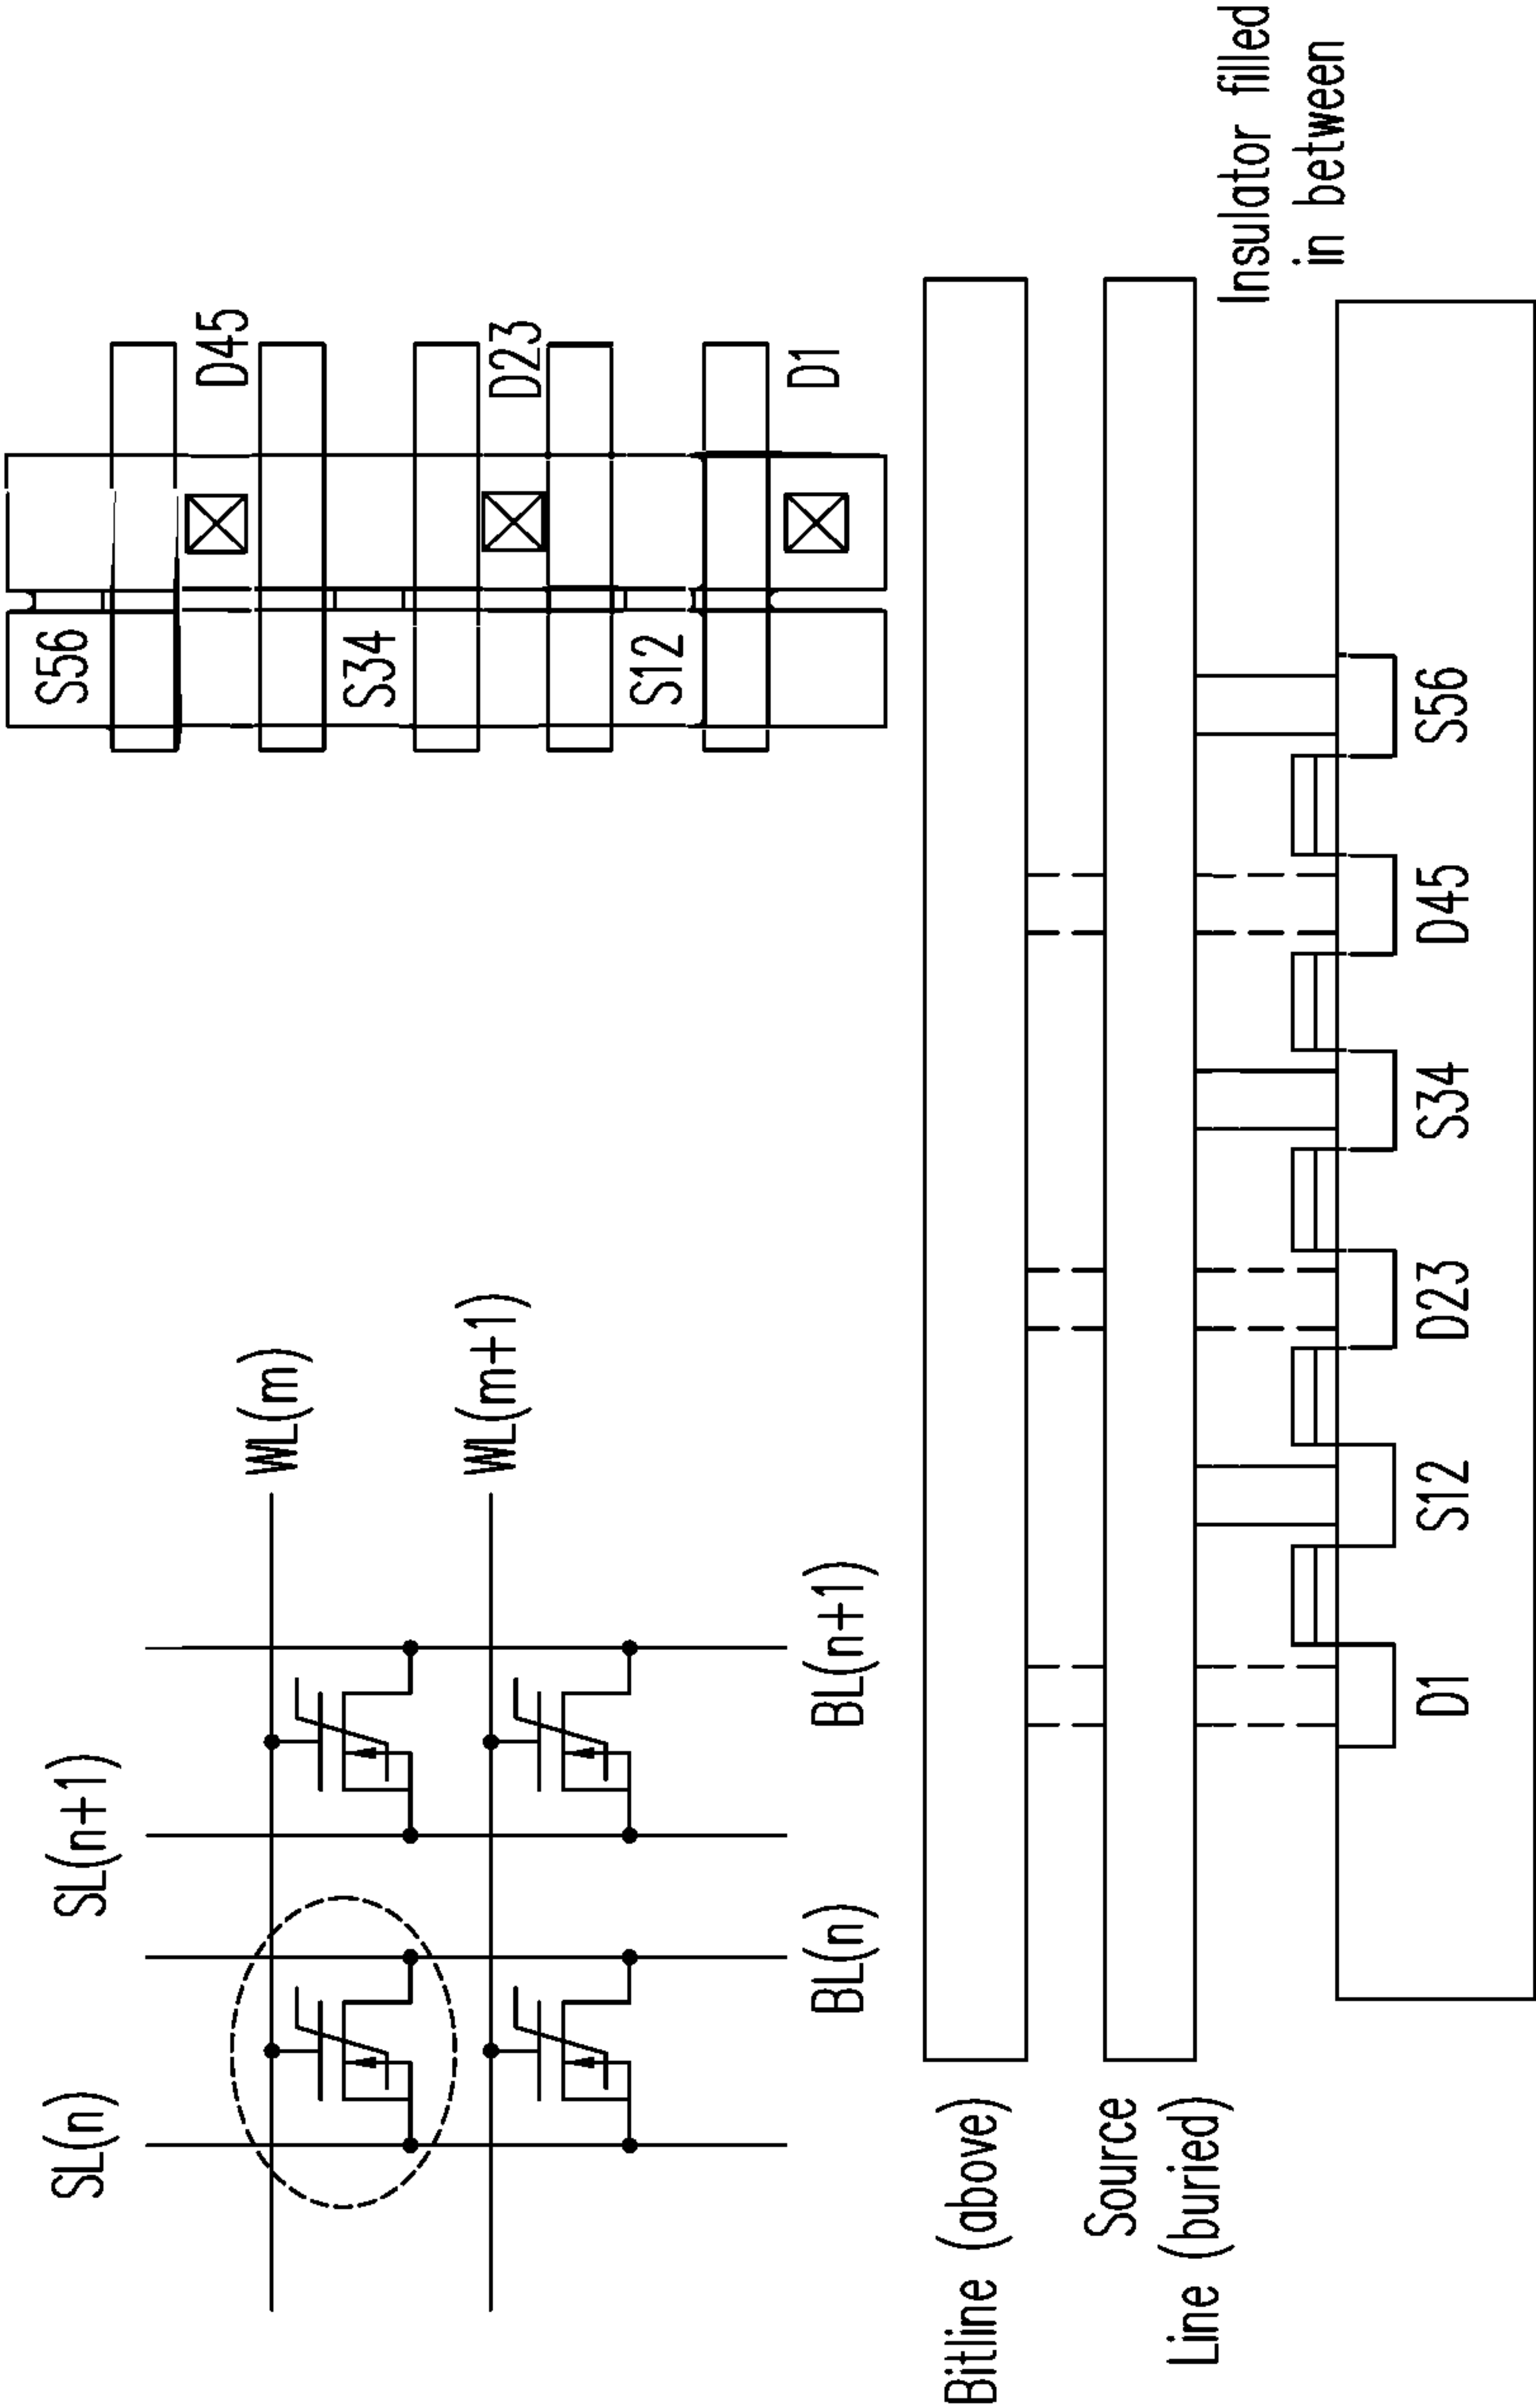 SL(n)
SL(n+1)
WL(m)
WL(m+1)
BL(n)
BL(n+1)
S56
D45
S34
D23
S12
D1
Bitline (above)
Source
Line (buried)
Insulator filled
in between
D1
S12
D23
S34
D45
S56